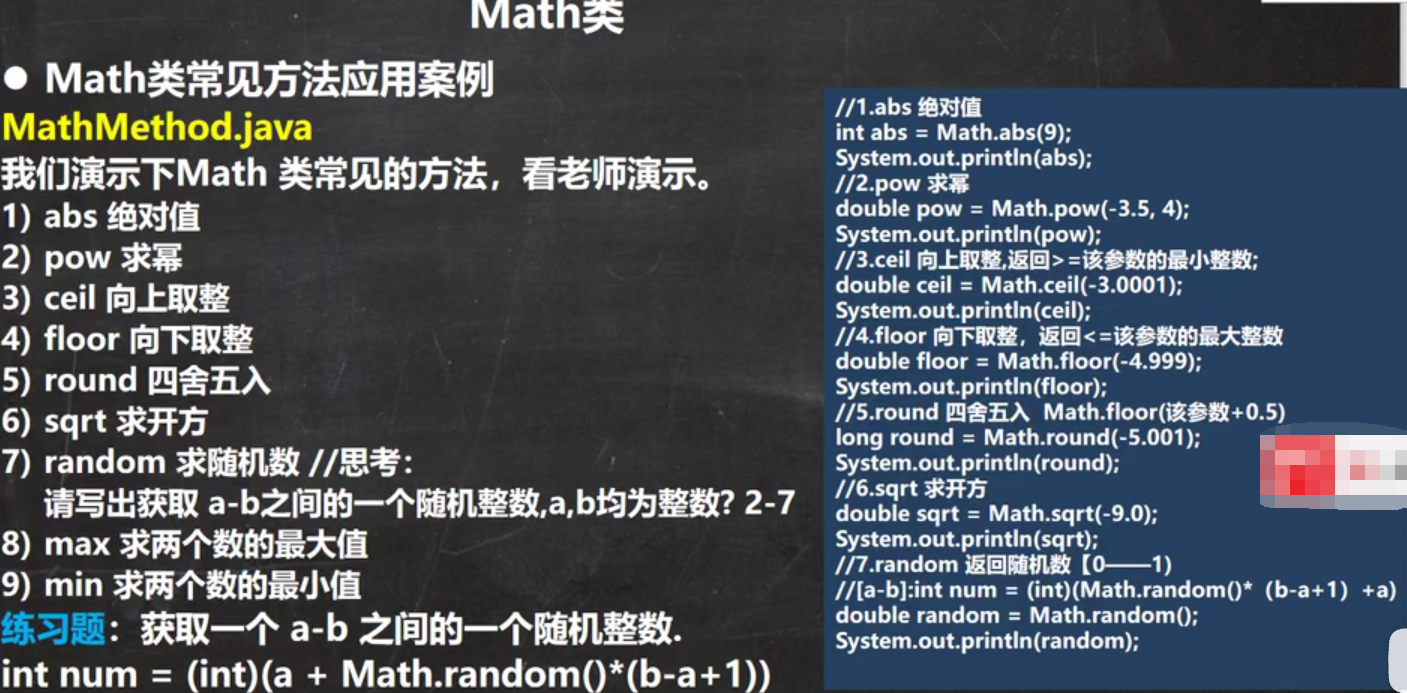 Math类
● Math类常见方法应用案例
MathMethod.java
我们演示下Math 类常见的方法，看老师演示。
1) abs 绝对值
2) pow 求幂
3) ceil 向上取整
4) floor 向下取整
5) round 四舍五入
6) sqrt 求开方
7) random 求随机数 //思考：
请写出获取 a-b之间的一个随机整数,a,b均为整数? 2-7
8) max 求两个数的最大值
9) min 求两个数的最小值
练习题：获取一个 a-b 之间的一个随机整数.
int num = (int)(a + Math.random()*(b-a+1))
//1.abs 绝对值
int abs = Math.abs(9);
System.out.println(abs);
//2.pow 求幂
double pow = Math.pow(-3.5, 4);
System.out.println(pow);
//3.ceil 向上取整,返回>=该参数的最小整数;
double ceil = Math.ceil(-3.0001);
System.out.println(ceil);
//4.floor 向下取整，返回<=该参数的最大整数
double floor = Math.floor(-4.999);
System.out.println(floor);
//5.round 四舍五入 Math.floor(该参数+0.5)
long round = Math.round(-5.001);
System.out.println(round);
//6.sqrt 求开方
double sqrt = Math.sqrt(-9.0);
System.out.println(sqrt);
//7.random 返回随机数【0——1)
//[a-b]:int num = (int)(Math.random()*（b-a+1）+a)
double random = Math.random();
System.out.println(random);